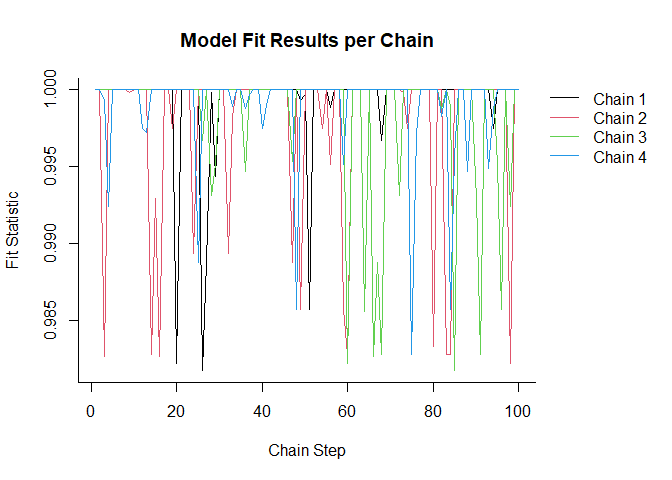 Model Fit Results per Chain
1.000
0.995
0.990
0.985
Fit Statistic
0
20
40
60
80
100
Chain Step
Chain 1
Chain 2
Chain 3
Chain 4